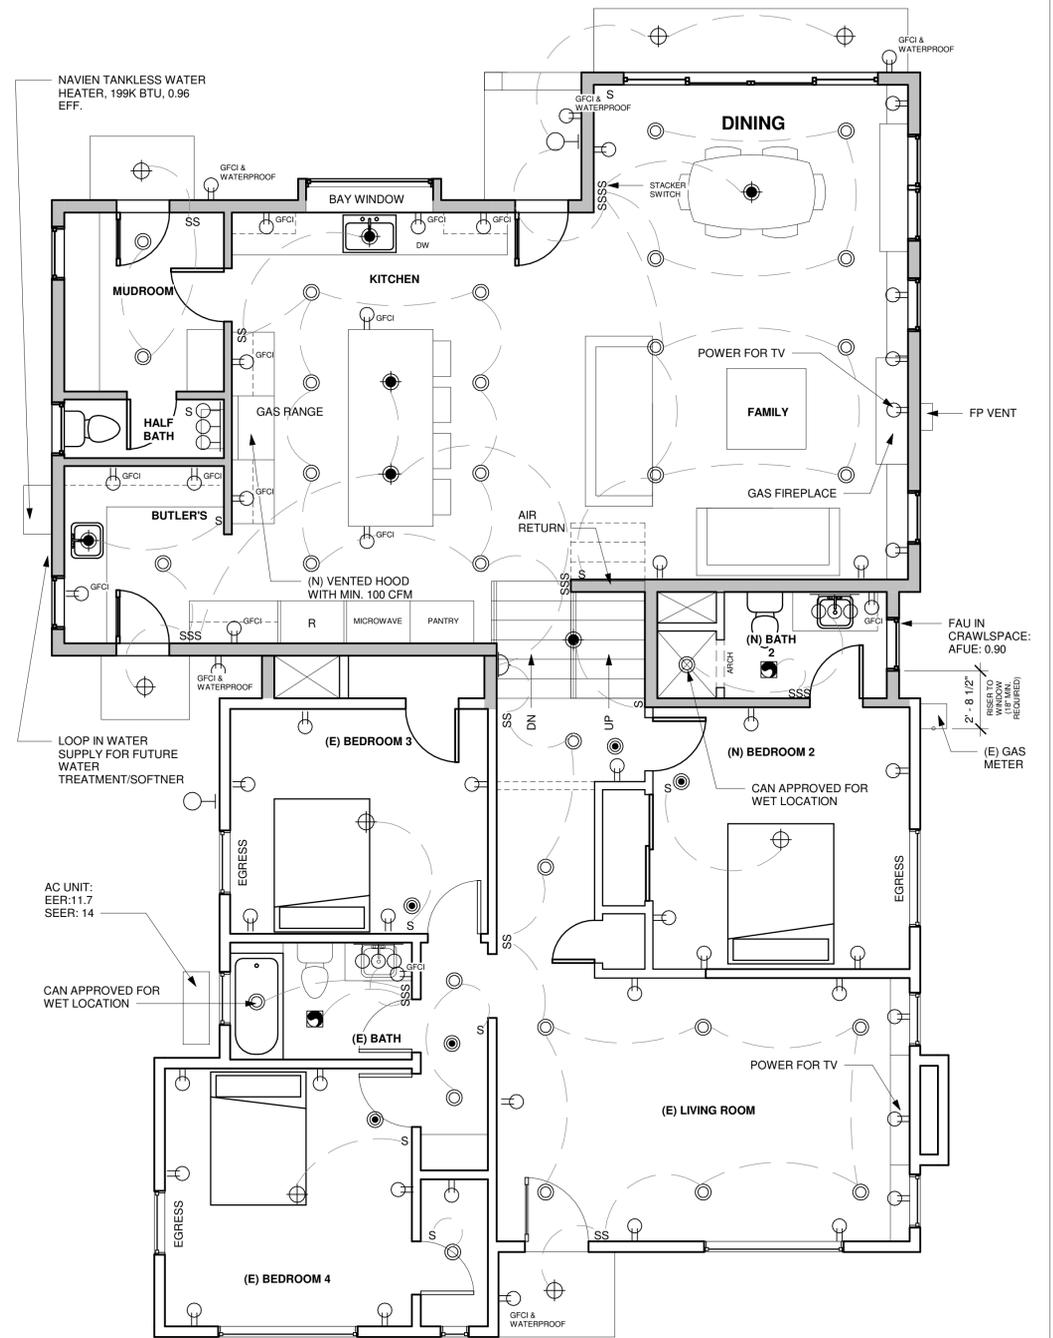 GFCI &
WATERPROOF
NAVIEN TANKLESS WATER
HEATER, 199K BTU, 0.96
EFF.
S
GFCI &
WATERPROOF
DINING
GFCI &
WATERPROOF
SSSS
STACKER
SWITCH
BAY WINDOW
SS
GFCI
GFCI
GFCI
DW
KITCHEN
MUDROOM
GFCI
SS
GFCI
POWER FOR TV
GAS RANGE
S
HALF
BATH
FAMILY
FP VENT
GFCI
GFCI
GFCI
GAS FIREPLACE
BUTLER'S
S
AIR
RETURN
GFCI
S
SSS
GFCI
(N) VENTED HOOD
WITH MIN. 100 CFM
R
MICROWAVE
PANTRY
GFCI
SSS
GFCI
(N) BATH
2
ARCH
SSS
FAU IN
CRAWLSPACE:
AFUE: 0.90
GFCI &
WATERPROOF
2' - 8 1/2"
RISER TO
WINDOW
(18" MIN.
REQUIRED)
SS
DN
UP
S
LOOP IN WATER
SUPPLY FOR FUTURE
WATER
TREATMENT/SOFTNER
(E) BEDROOM 3
(N) BEDROOM 2
(E) GAS
METER
S
CAN APPROVED FOR
WET LOCATION
EGRESS
EGRESS
AC UNIT:
EER:11.7
SEER: 14
S
SS
GFCI
SSS
CAN APPROVED FOR
WET LOCATION
(E) BATH
S
POWER FOR TV
(E) LIVING ROOM
S
EGRESS
S
SS
(E) BEDROOM 4
GFCI &
WATERPROOF